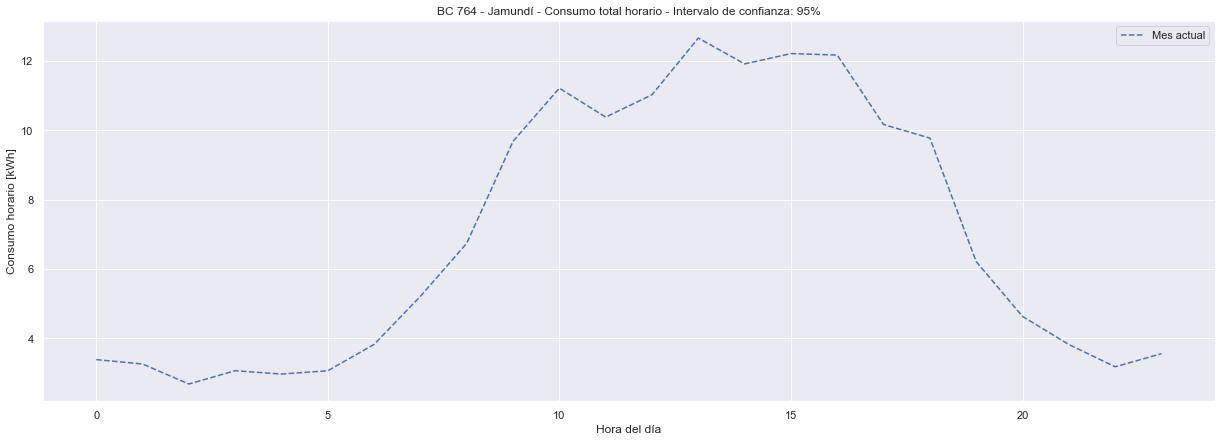 BC 764 - Jamundí - Consumo total horario - Intervalo de confianza: 95%
Mes actual
Consumo horario [kWh]
12
10
8
6
4
0 5 10 15 20
Hora del día